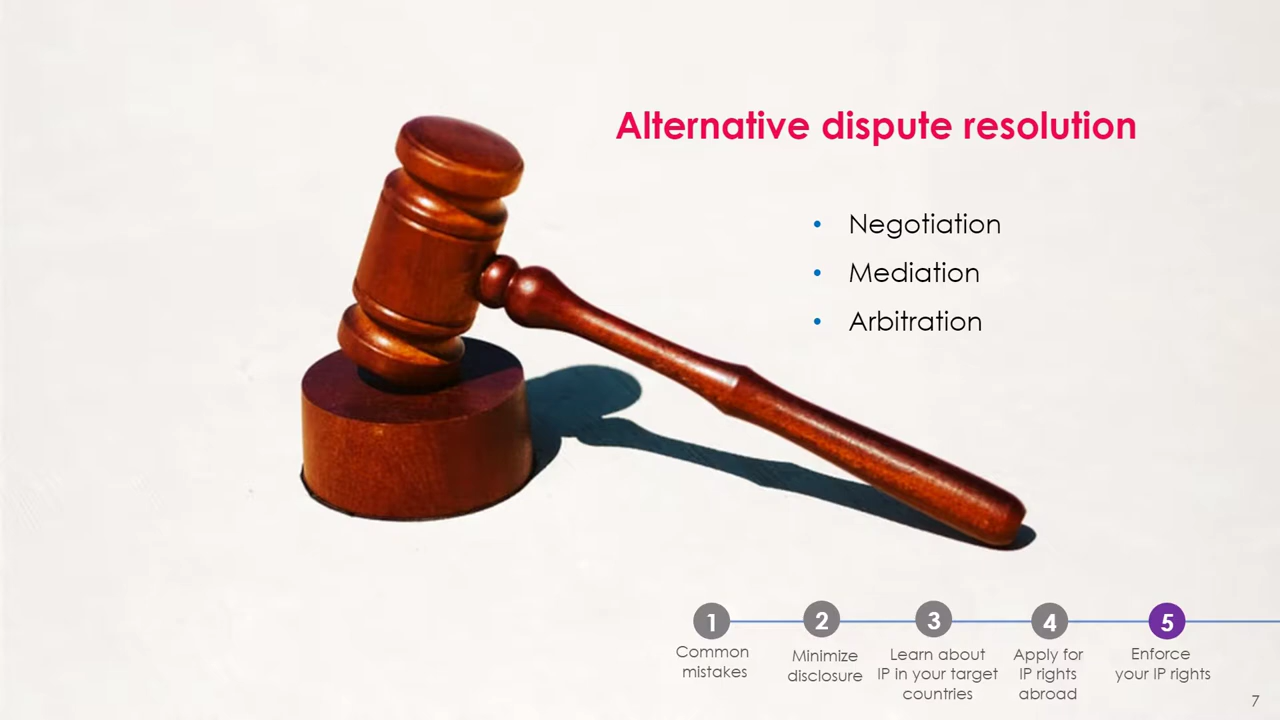 Alternative dispute resolution
• Negotiation
• Mediation
• Arbitration
1
Common
mistakes
2
Minimize
disclosure
3
Learn about
IP in your target
countries
4
Apply for
IP rights
abroad
5
Enforce
your IP rights
7